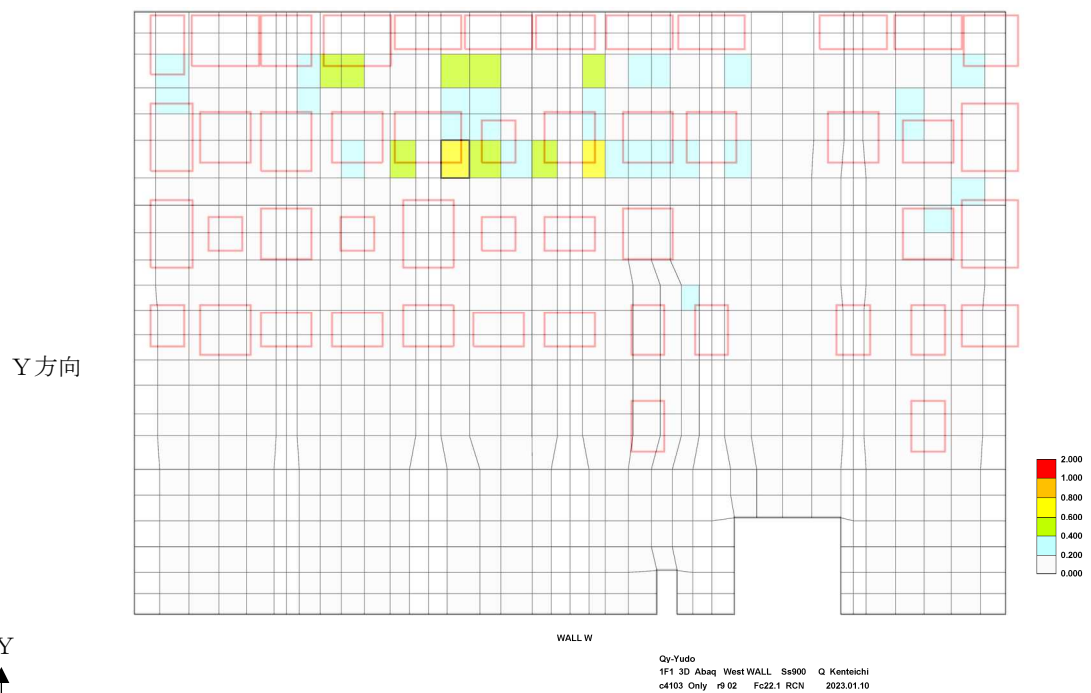 Y方向
2.000
1.000
0.800
0.600
0.400
0.200
0.000
WALL W
Y
Qy-Yudo
1F1 3D Abaq West WALL Ss900 Q Kenteichi
c4103 Only r9 02 Fc22.1 RCN 2023.01.10